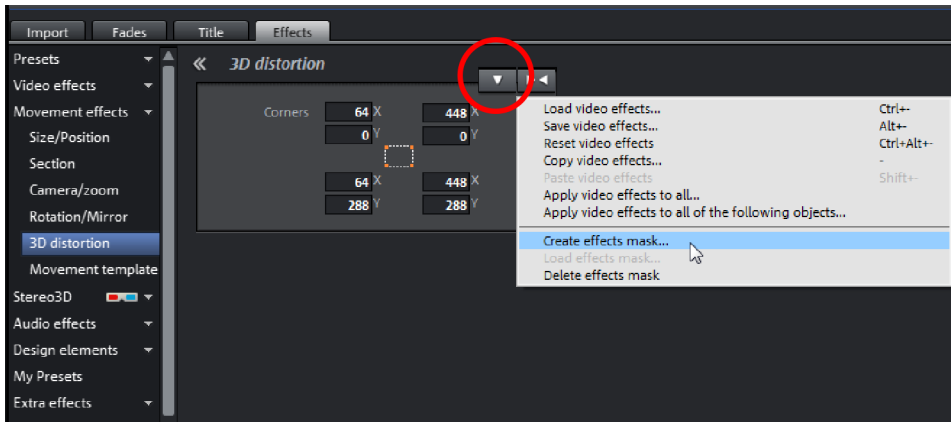 Import Fades Title Effects
Presets
Video effects
Movement effects
Size/Position
Section
Camera/zoom
Rotation/Mirror
3D distortion
Movement template
Stereo3D
Audio effects
Design elements
My Presets
Extra effects
3D distortion
Corners 64 X 448 X
0 Y 0 Y
64 X 448 X
288 Y 288 Y
Load video effects... Ctrl+-
Save video effects... Alt+-
Reset video effects Ctrl+Alt+-
Copy video effects... -
Paste video effects Shift+-
Apply video effects to all...
Apply video effects to all of the following objects...
Create effects mask...
Load effects mask...
Delete effects mask